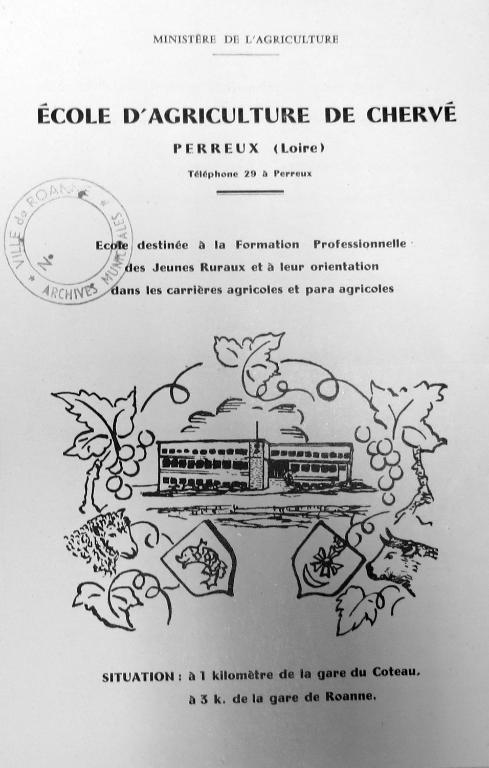 MINISTÈRE DE L'AGRICULTURE
ÉCOLE D'AGRICULTURE DE CHERVÉ
PERREUX (Loire)
Téléphone 29 à Perreux
VILLE de ROANNE
No.
ARCHIVES MUNICIPALES
Ecole destinée à la Formation Professionnelle
des Jeunes Ruraux et à leur orientation
dans les carrières agricoles et para agricoles
SITUATION : à 1 kilomètre de la gare du Coteau.
à 3 k. de la gare de Roanne.